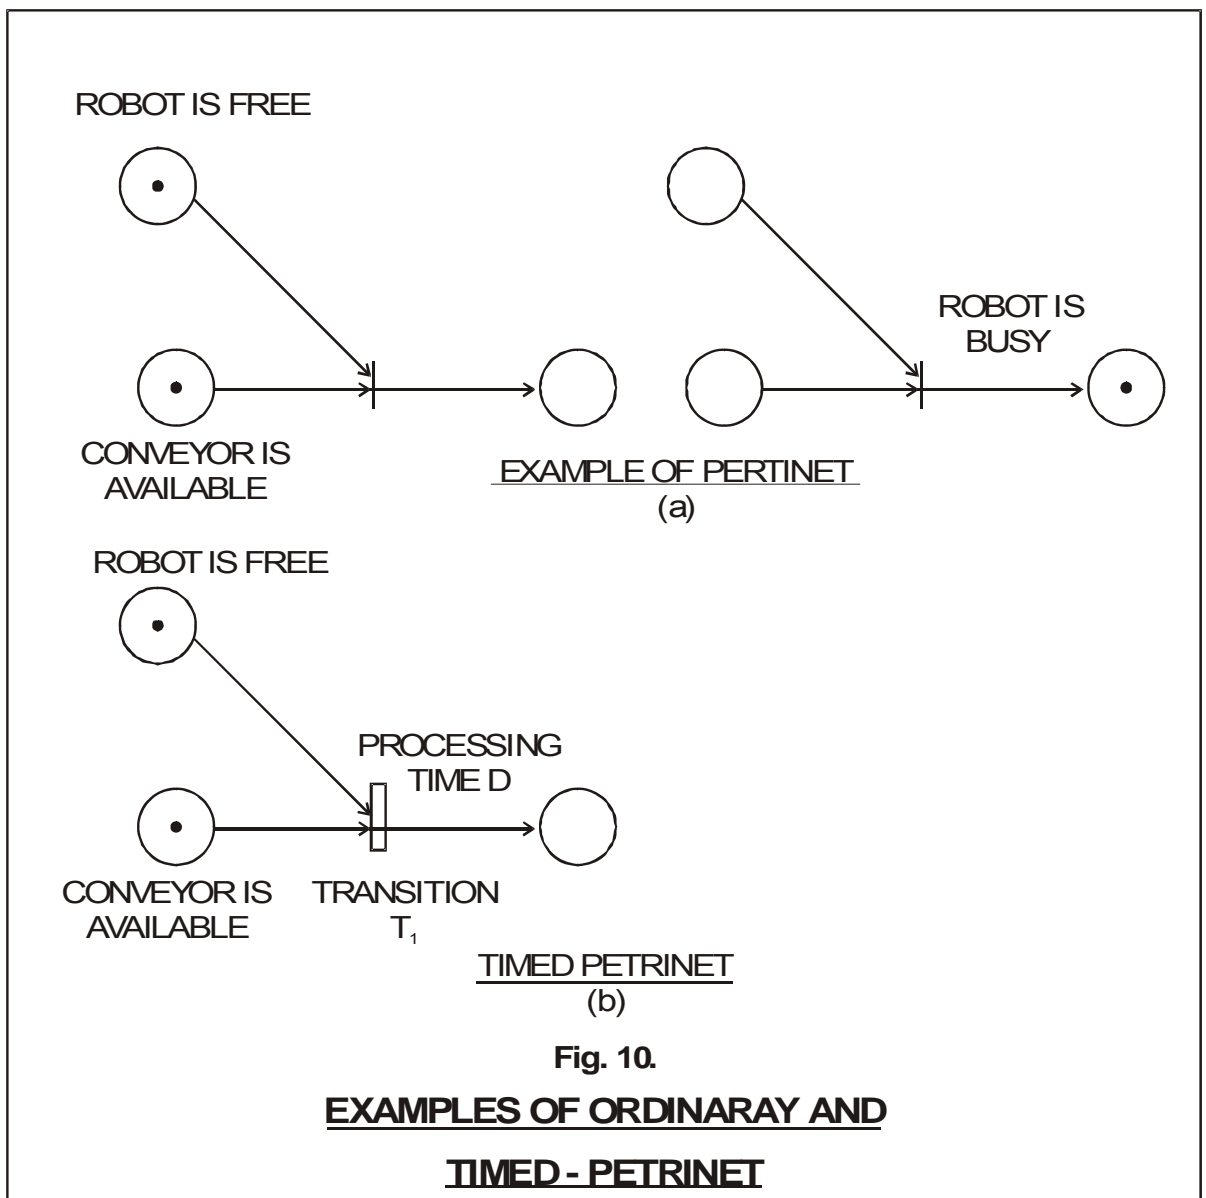 ROBOT IS FREE
ROBOT IS
BUSY
CONVEYOR IS
AVAILABLE
EXAMPLE OF PERTINET
(a)
ROBOT IS FREE
PROCESSING
TIME D
CONVEYOR IS
AVAILABLE
TRANSITION
T₁
TIMED PETRINET
(b)
Fig. 10.
EXAMPLES OF ORDINARAY AND
TIMED - PETRINET